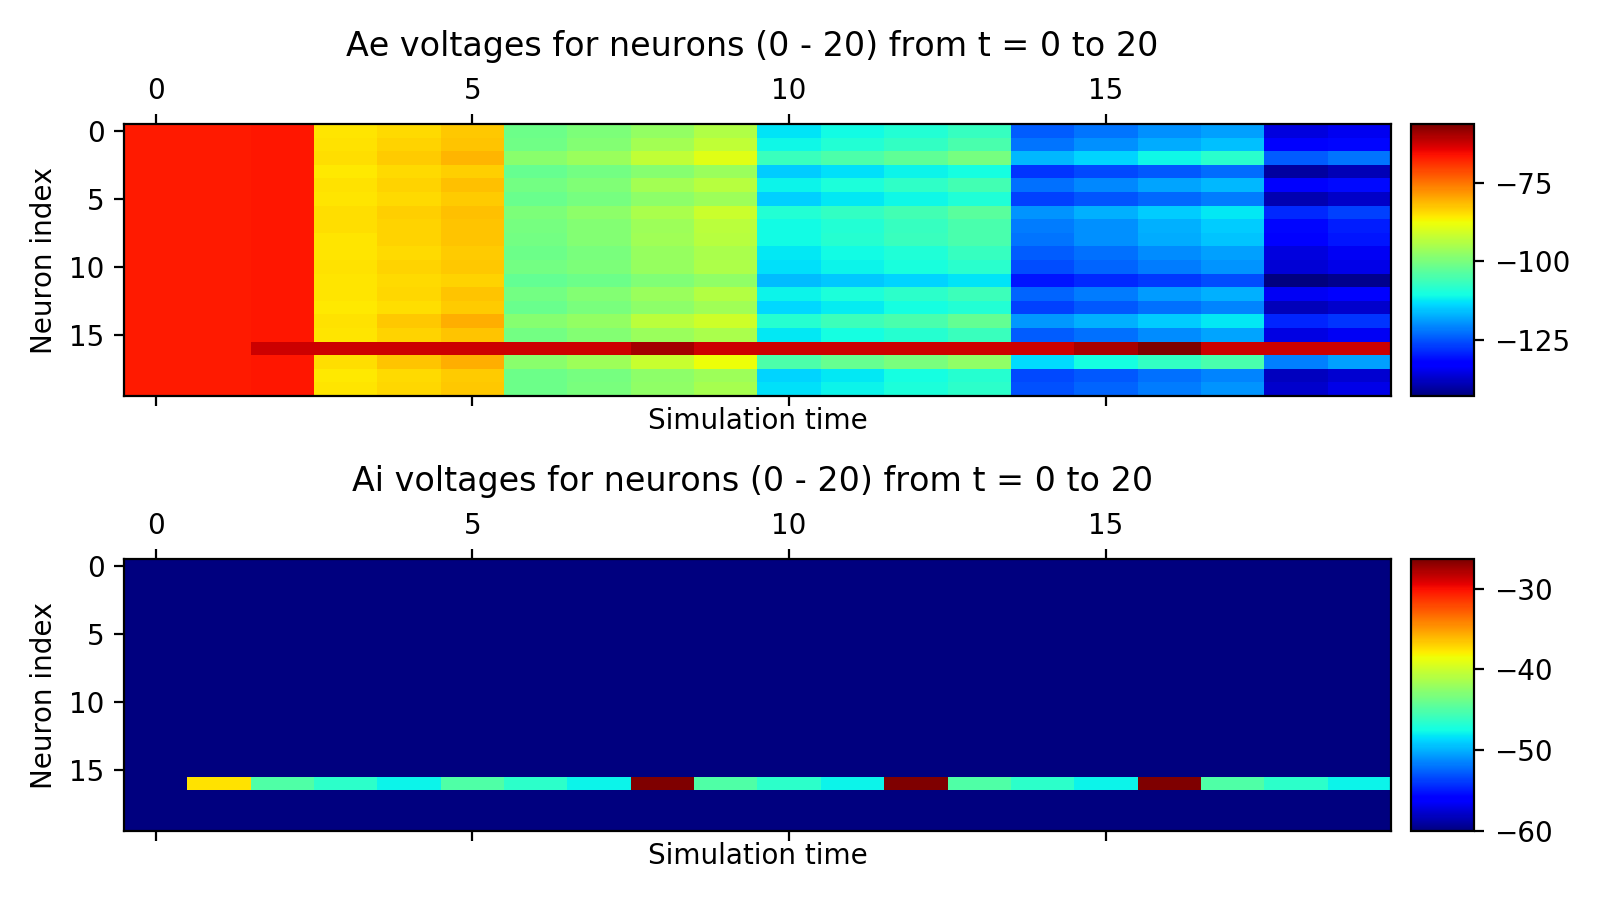 Ae voltages for neurons (0 - 20) from t = 0 to 20
0 5 10 15
Neuron index
0
5
10
15
−75
−100
−125
Simulation time
Ai voltages for neurons (0 - 20) from t = 0 to 20
0 5 10 15
Neuron index
0
5
10
15
−30
−40
−50
−60
Simulation time